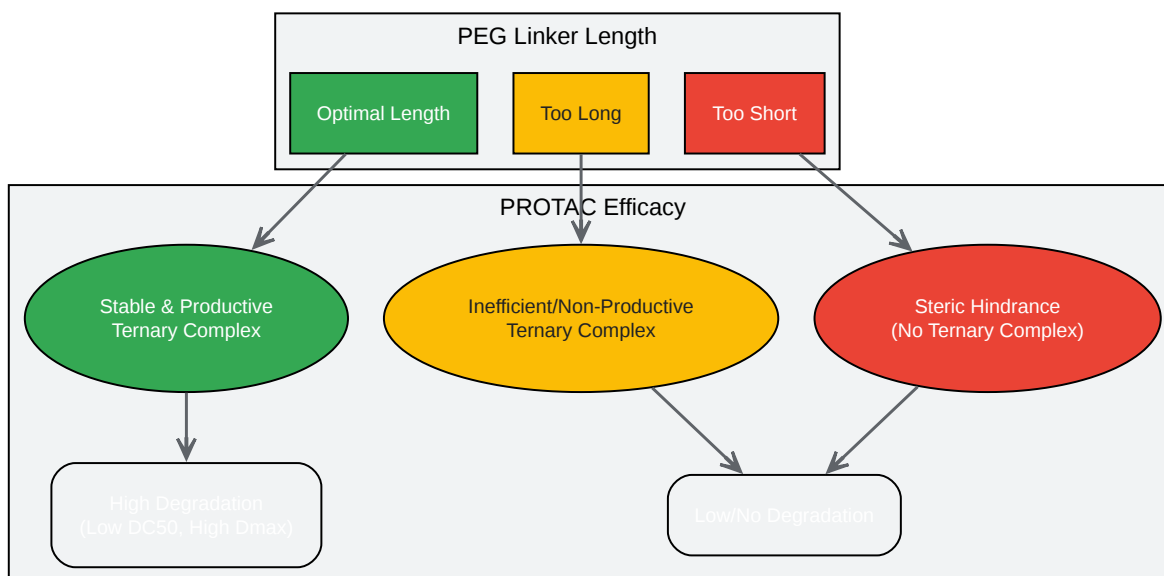 PEG Linker Length
Optimal Length
Too Long
Too Short
PROTAC Efficacy
Stable & Productive
Ternary Complex
Inefficient/Non-Productive
Ternary Complex
Steric Hindrance
(No Ternary Complex)
High Degradation
(Low DC50, High Dmax)
Low/No Degradation